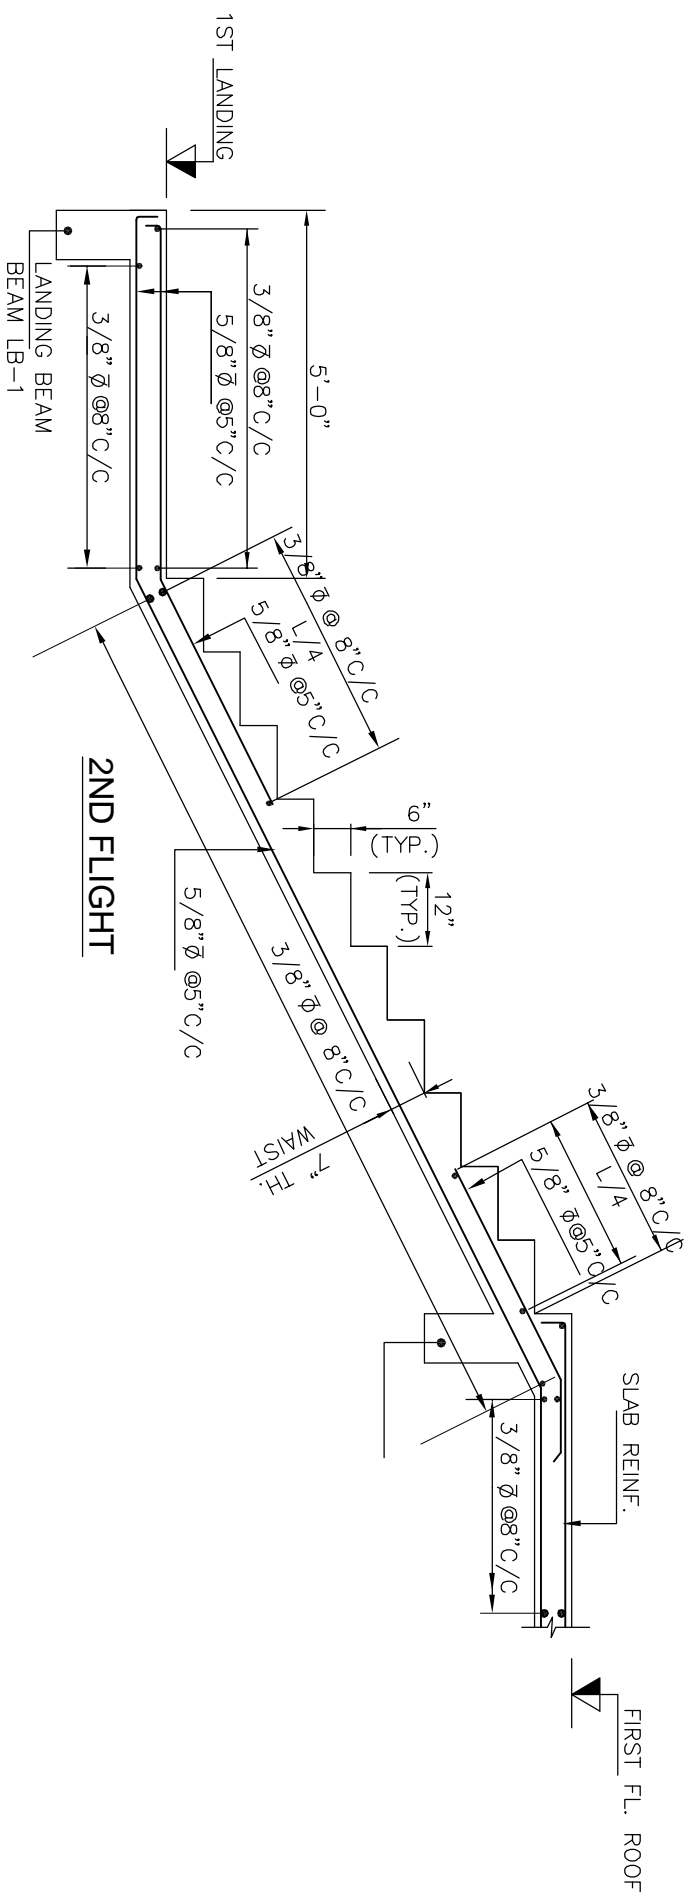 1ST LANDING
LANDING BEAM
BEAM LB-1
5'-0"
3/8" Ø @8"C/C
5/8"Ø @5"C/C
3/8" Ø @8"C/C
3/8"Ø @ 8"C/C
L/4
5/8" Ø @5"C/C
6"
(TYP.)
12"
(TYP.)
5/8"Ø @5"C/C
3/8" Ø @ 8"C/C
7" TH.
WAIST
3/8"Ø @ 8"C/C
L/4
5/8" Ø@5"C/C
SLAB REINF.
3/8" Ø @8"C/C
FIRST FL. ROOF
2ND FLIGHT